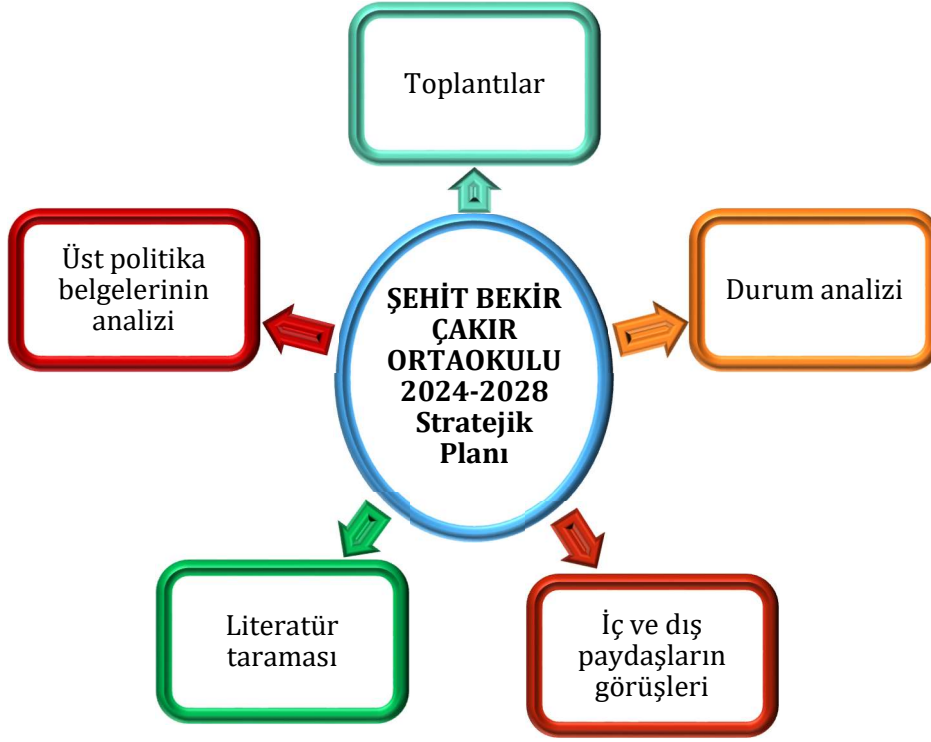 Toplantılar
Üst politika
belgelerinin
analizi
ŞEHİT BEKİR
ÇAKIR
ORTAOKULU
2024-2028
Stratejik
Planı
Durum analizi
Literatür
taraması
İç ve dış
paydaşların
görüşleri